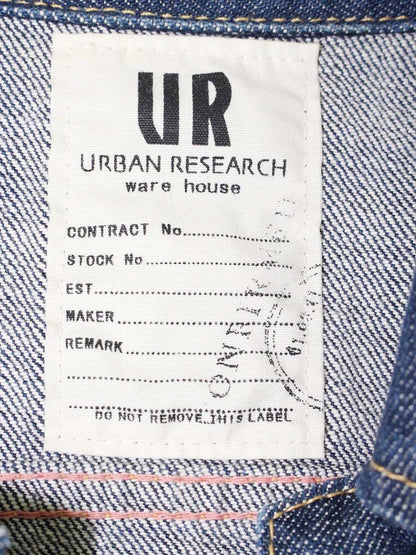 UR
URBAN RESEARCH
ware house
CONTRACT No
STOCK No
EST
MAKER
REMARK
DO NOT REMOVE THIS LABEL